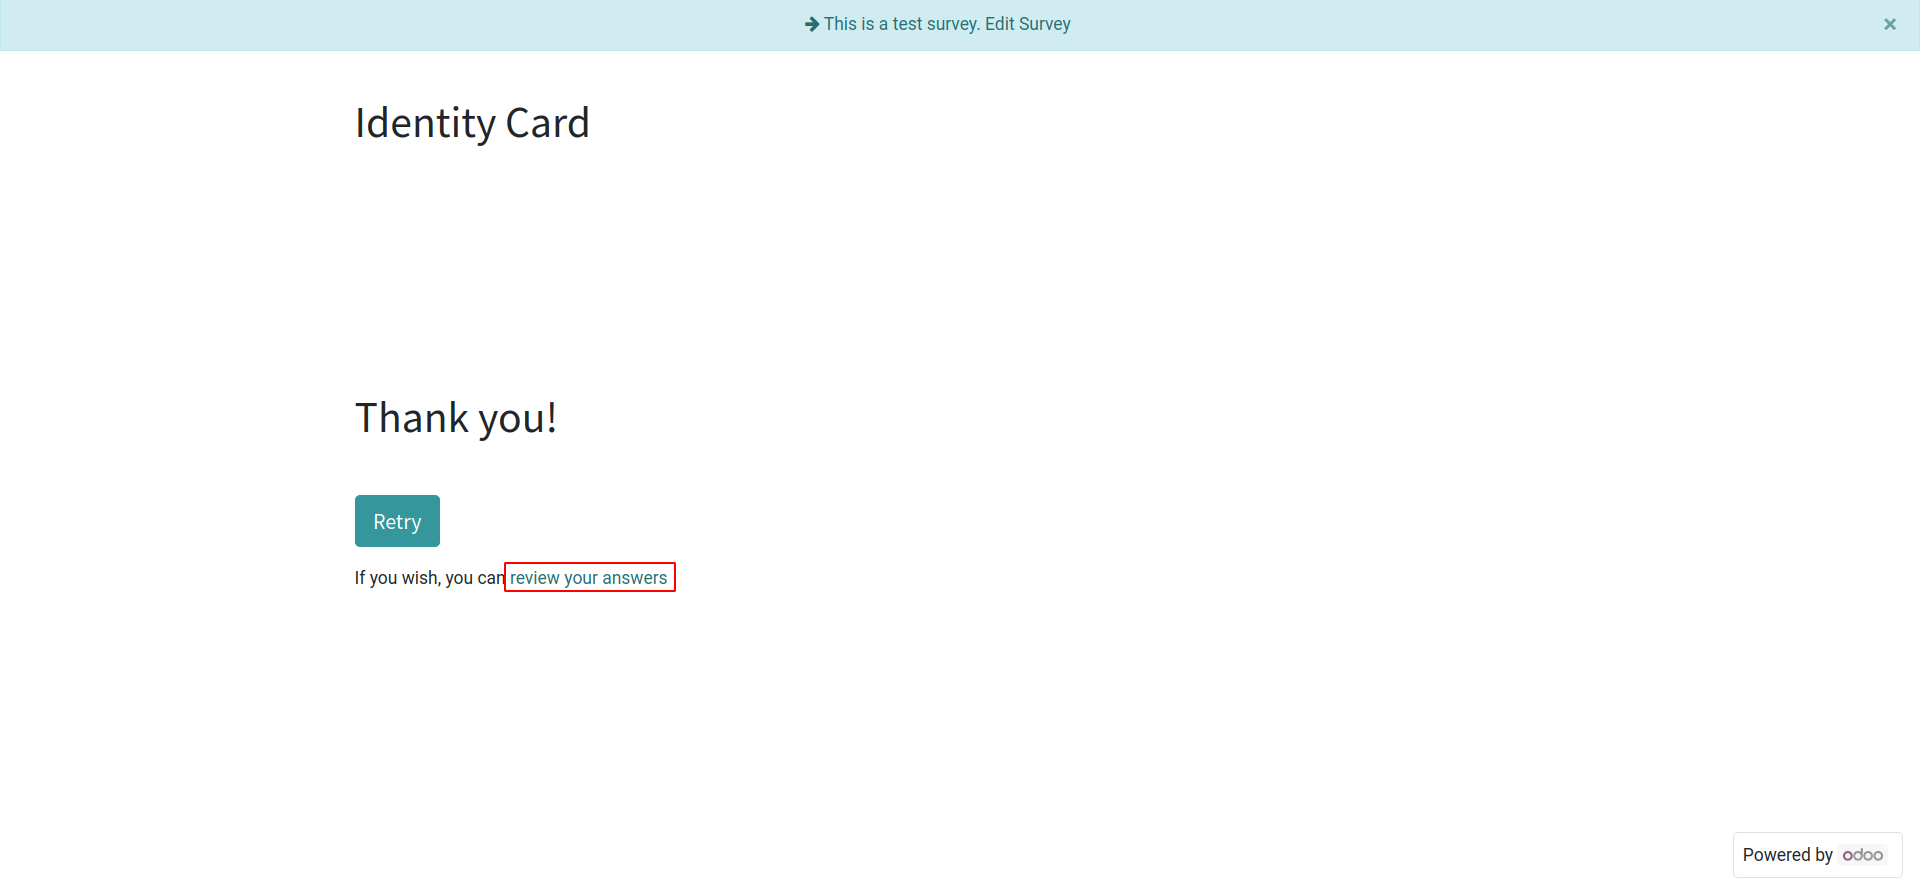 This is a test survey. Edit Survey ×
Identity Card
Thank you!
Retry
If you wish, you can review your answers
Powered by odoo